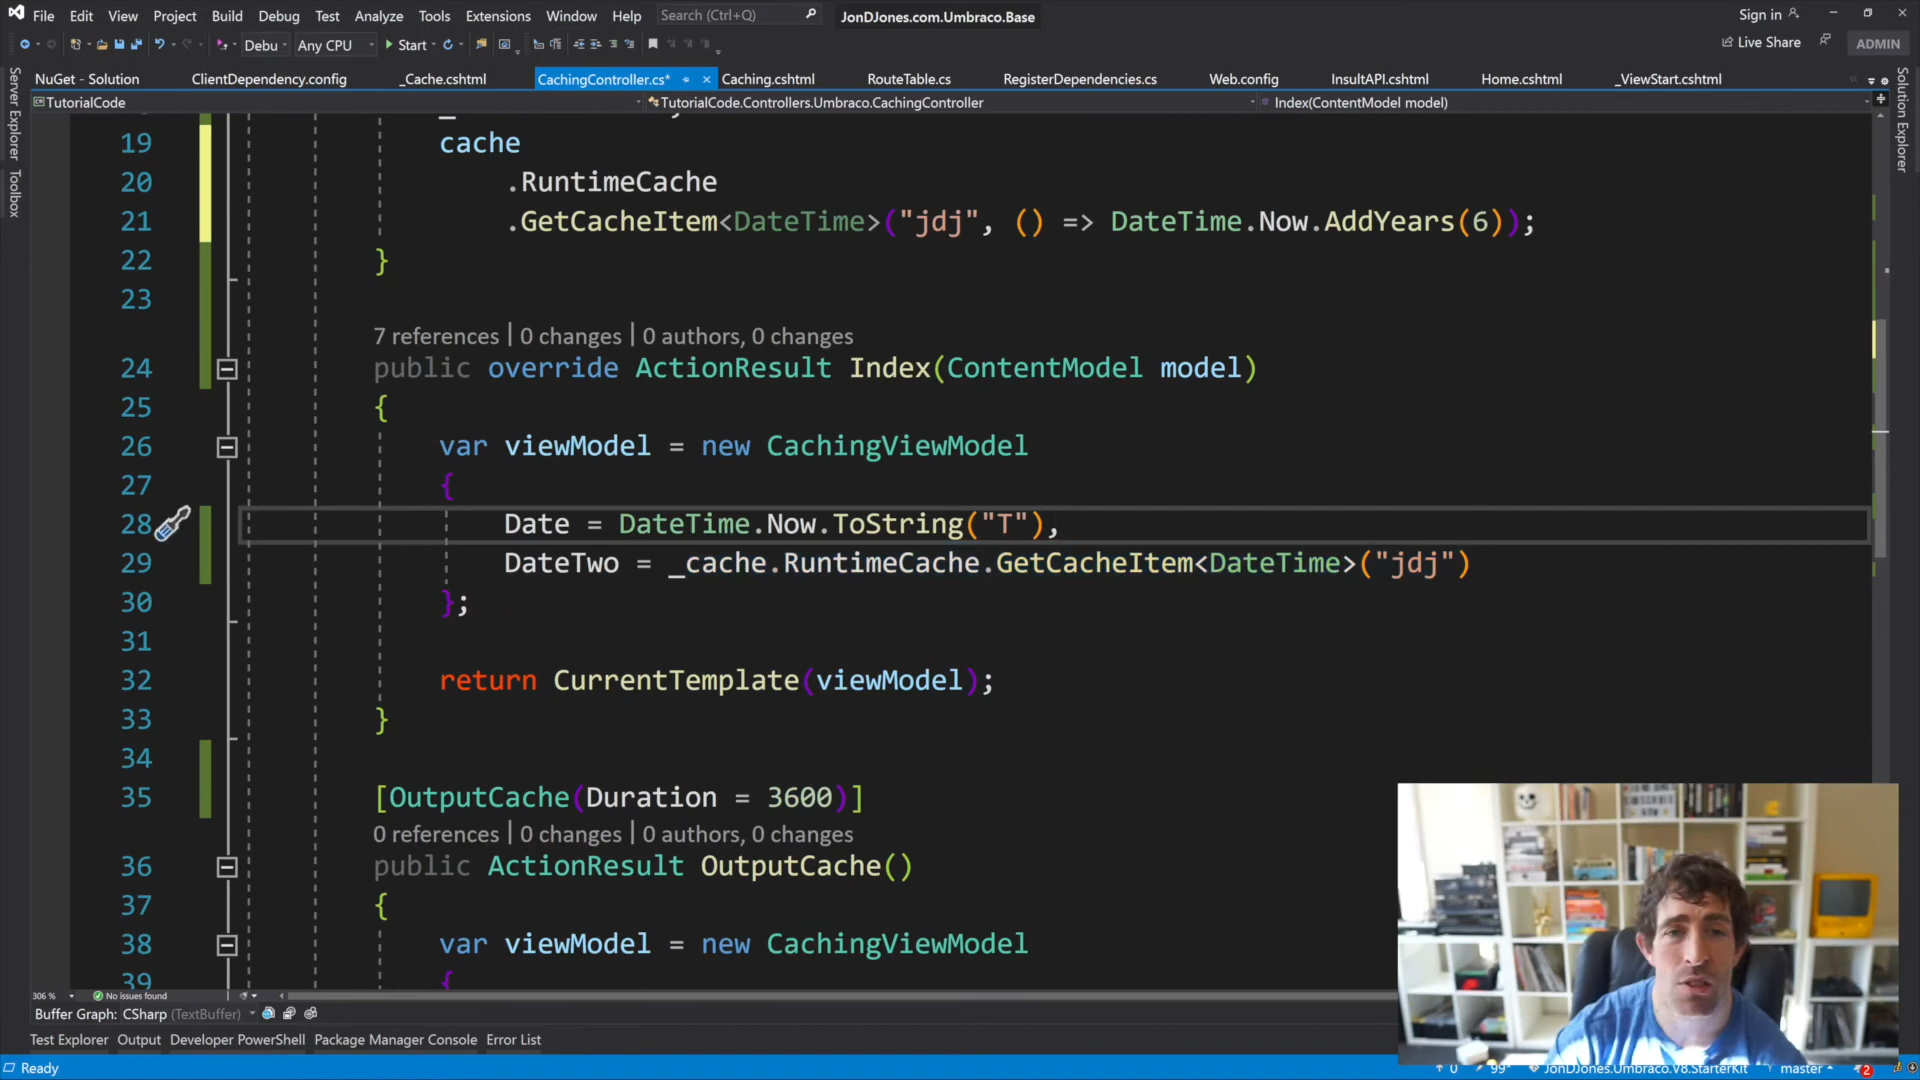 File Edit View Project Build Debug Test Analyze Tools Extensions Window Help Search (Ctrl+Q) JonDJones.com.Umbraco.Base Sign in
Debu Any CPU Start Live Share ADMIN
NuGet - Solution ClientDependency.config _Cache.cshtml CachingController.cs* Caching.cshtml RouteTable.cs RegisterDependencies.cs Web.config InsultAPI.cshtml Home.cshtml _ViewStart.cshtml
TutorialCode TutorialCode.Controllers.Umbraco.CachingController Index(ContentModel model)
Server Explorer
Toolbox
Solution Explorer
19 cache
20 .RuntimeCache
21 .GetCacheItem<DateTime>("jdj", () => DateTime.Now.AddYears(6));
22 }
23
7 references | 0 changes | 0 authors, 0 changes
24 public override ActionResult Index(ContentModel model)
25 {
26 var viewModel = new CachingViewModel
27 {
28 Date = DateTime.Now.ToString("T"),
29 DateTwo = _cache.RuntimeCache.GetCacheItem<DateTime>("jdj")
30 };
31
32 return CurrentTemplate(viewModel);
33 }
34
35 [OutputCache(Duration = 3600)]
0 references | 0 changes | 0 authors, 0 changes
36 public ActionResult OutputCache()
37 {
38 var viewModel = new CachingViewModel
39 {
306 % No issues found
Buffer Graph: CSharp (TextBuffer)
Test Explorer Output Developer PowerShell Package Manager Console Error List
Ready 0 99* JonDJones.Umbraco.V8.StarterKit master 2